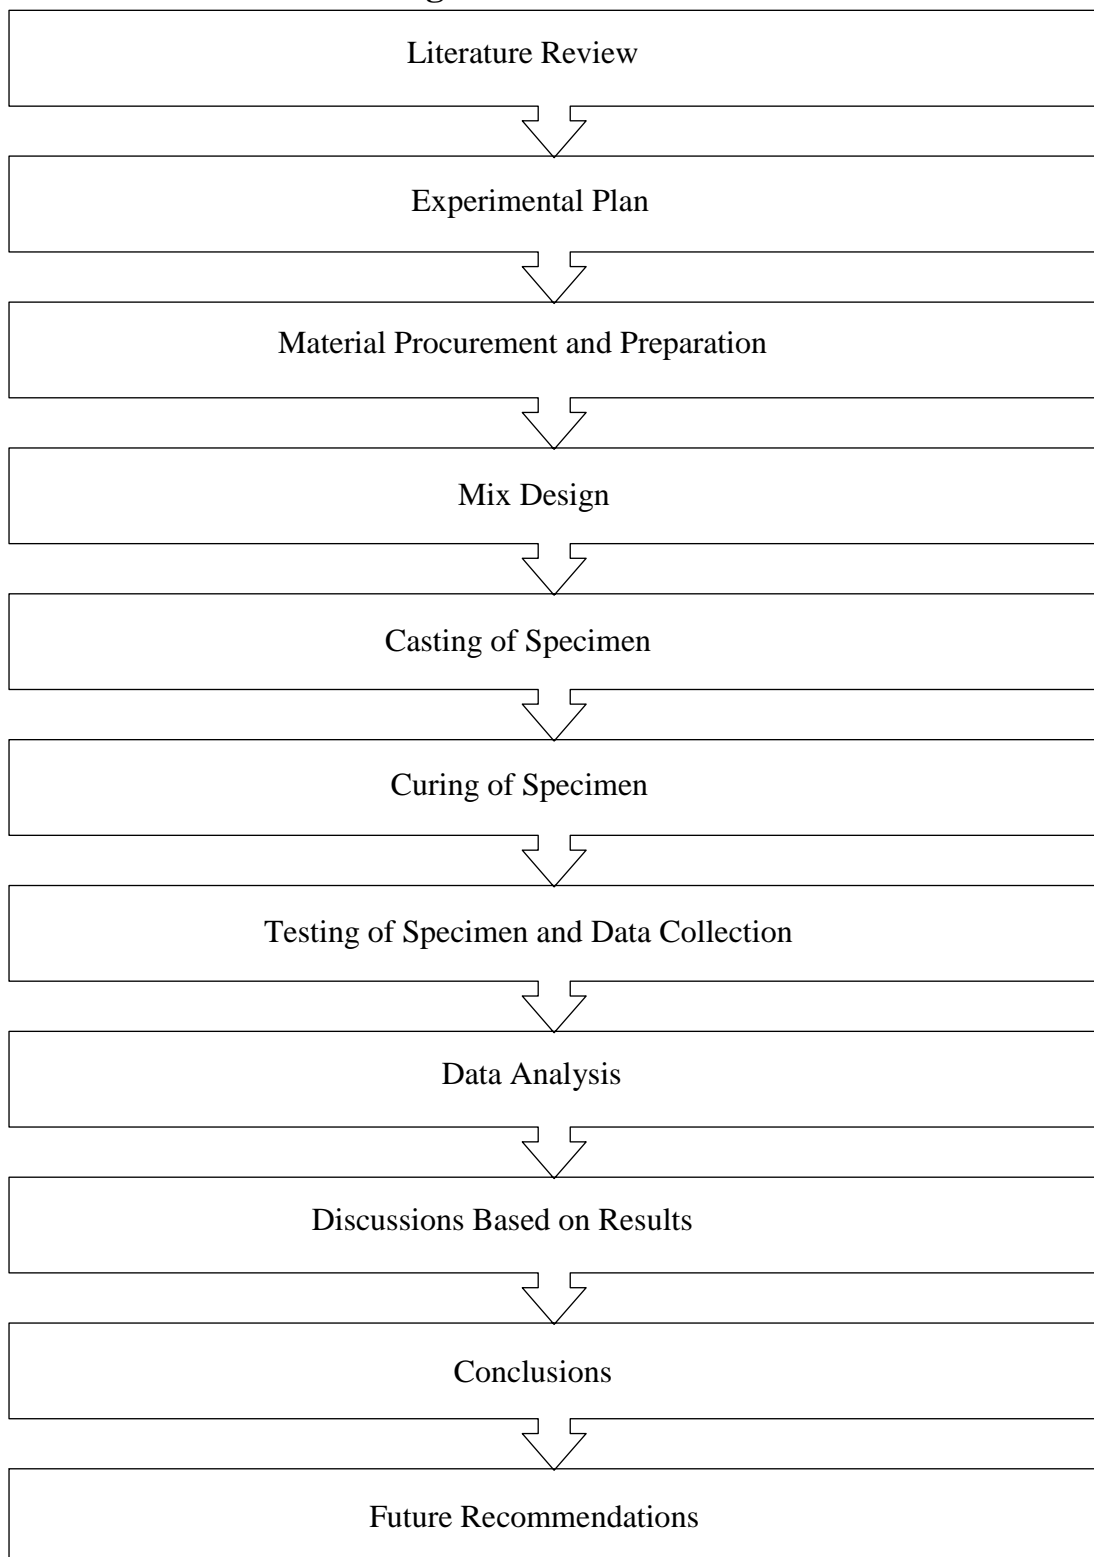 Literature Review
Experimental Plan
Material Procurement and Preparation
Mix Design
Casting of Specimen
Curing of Specimen
Testing of Specimen and Data Collection
Data Analysis
Discussions Based on Results
Conclusions
Future Recommendations